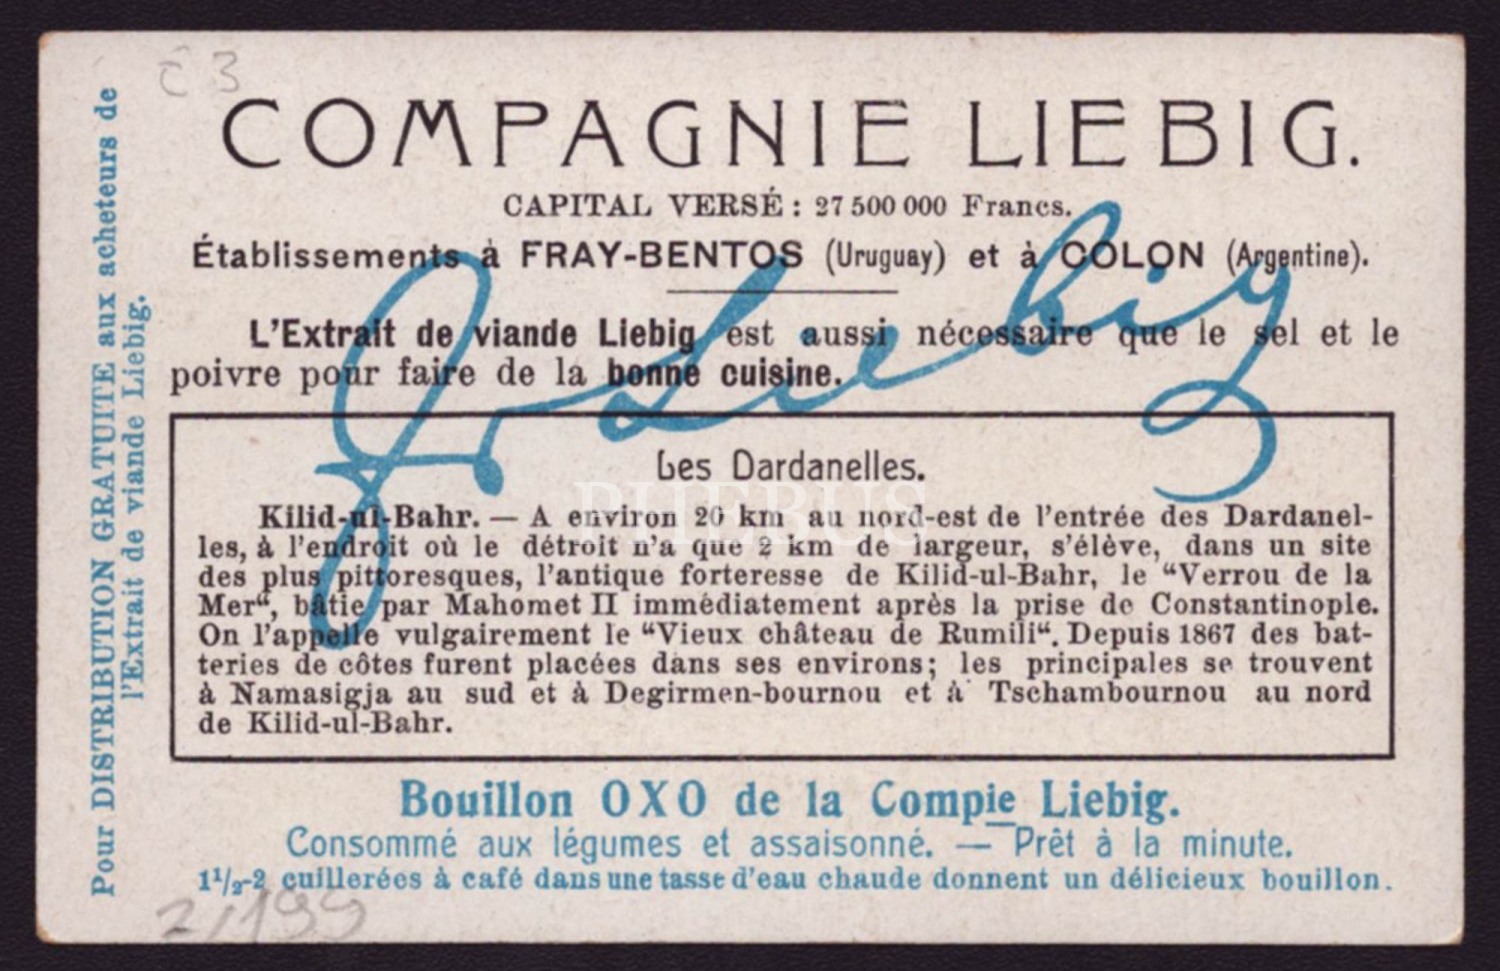 C 3
COMPAGNIE LIEBIG.
CAPITAL VERSÉ : 27 500 000 Francs.
Établissements à FRAY-BENTOS (Uruguay) et à COLON (Argentine).
L'Extrait de viande Liebig est aussi nécessaire que le sel et le
poivre pour faire de la bonne cuisine.
J v Liebig
Les Dardanelles.
Kilid-ul-Bahr. — A environ 20 km au nord-est de l'entrée des Dardanel-
les, à l'endroit où le détroit n'a que 2 km de largeur, s'élève, dans un site
des plus pittoresques, l'antique forteresse de Kilid-ul-Bahr, le “Verrou de la
Mer“, bâtie par Mahomet II immédiatement après la prise de Constantinople.
On l'appelle vulgairement le “Vieux château de Rumili“. Depuis 1867 des bat-
teries de côtes furent placées dans ses environs; les principales se trouvent
à Namasigja au sud et à Degirmen-bournou et à Tschambournou au nord
de Kilid-ul-Bahr.
PHEBUS
Bouillon OXO de la Compie Liebig.
Consommé aux légumes et assaisonné. — Prêt à la minute.
1½-2 cuillerées à café dans une tasse d'eau chaude donnent un délicieux bouillon.
Pour DISTRIBUTION GRATUITE aux acheteurs de
l'Extrait de viande Liebig.
2/199